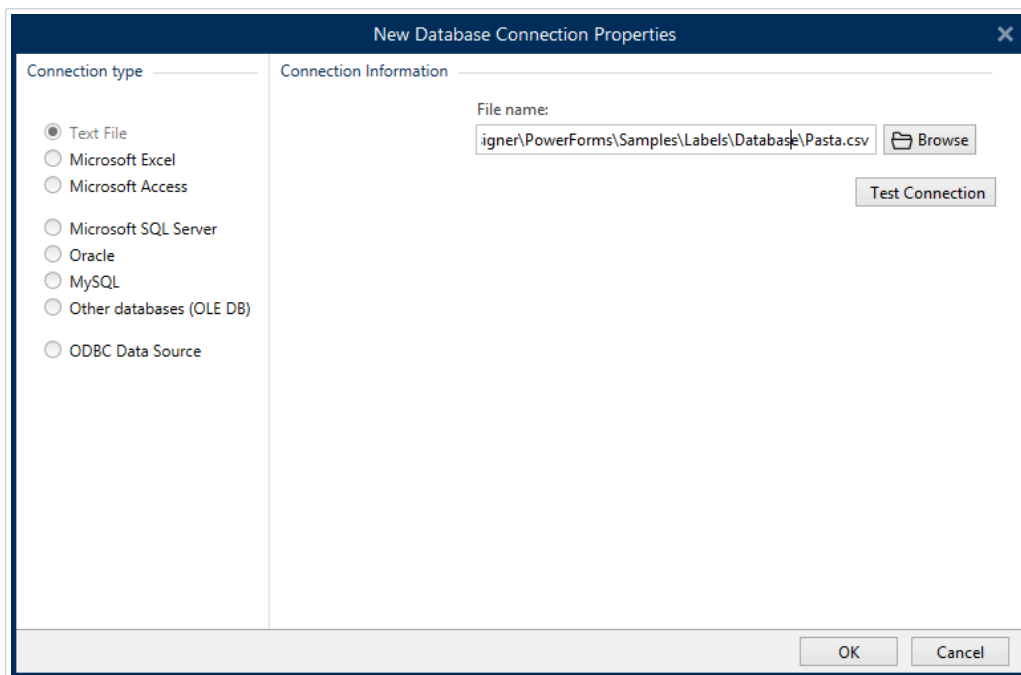 New Database Connection Properties
Connection type
Connection Information
File name:
Text File
:igner\PowerForms\Samples\Labels\Database\Pasta.csv
Browse
Microsoft Excel
Microsoft Access
Test Connection
Microsoft SQL Server
Oracle
MySQL
Other databases (OLE DB)
ODBC Data Source
OK
Cancel